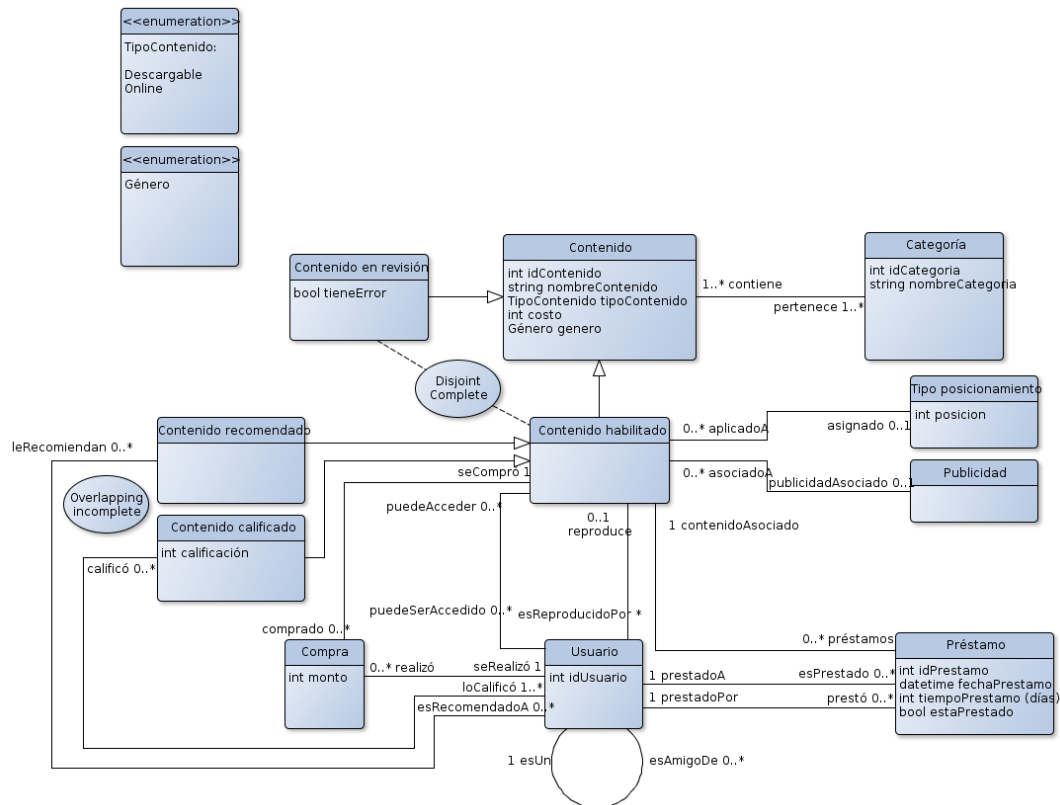 <<enumeration>>
TipoContenido:
Descargable
Online
<<enumeration>>
Género
Contenido en revisión
bool tieneError
Contenido
int idContenido
string nombreContenido
TipoContenido tipoContenido
int costo
Género genero
1..* contiene
pertenece 1..*
Categoría
int idCategoria
string nombreCategoria
Disjoint
Complete
Contenido recomendado
Contenido habilitado
0..* aplicadoA
asignado 0..1
Tipo posicionamiento
int posicion
leRecomiendan 0..*
Overlapping
incomplete
seCompró 1
0..* asociadoA
publicidadAsociado 0..1
Publicidad
puedeAcceder 0..*
0..1
reproduce
1 contenidoAsociado
Contenido calificado
int calificación
calificó 0..*
puedeSerAccedido 0..*
esReproducidoPor *
comprado 0..*
0..* préstamos
Compra
int monto
0..* realizó
seRealizó 1
Usuario
int idUsuario
1 prestadoA
esPrestado 0..*
1 prestadoPor
prestó 0..*
Préstamo
int idPrestamo
datetime fechaPrestamo
int tiempoPrestamo (días)
bool estaPrestado
loCalificó 1..*
esRecomendadoA 0..*
1 esUn
esAmigoDe 0..*